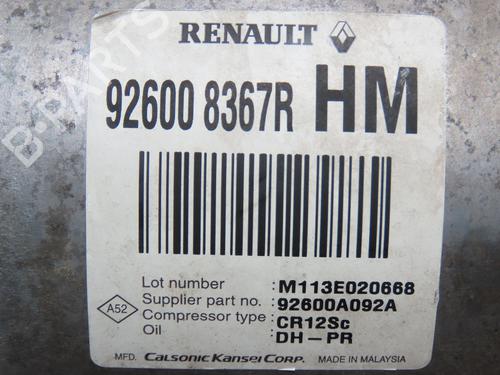 RENAULT
92600 8367R HM
Lot number : M113E020668
Supplier part no. : 92600A092A
Compressor type : CR12Sc
Oil : DH-PR
A52
MFD. CALSONIC KANSEI CORP. MADE IN MALAYSIA
B-PARTS